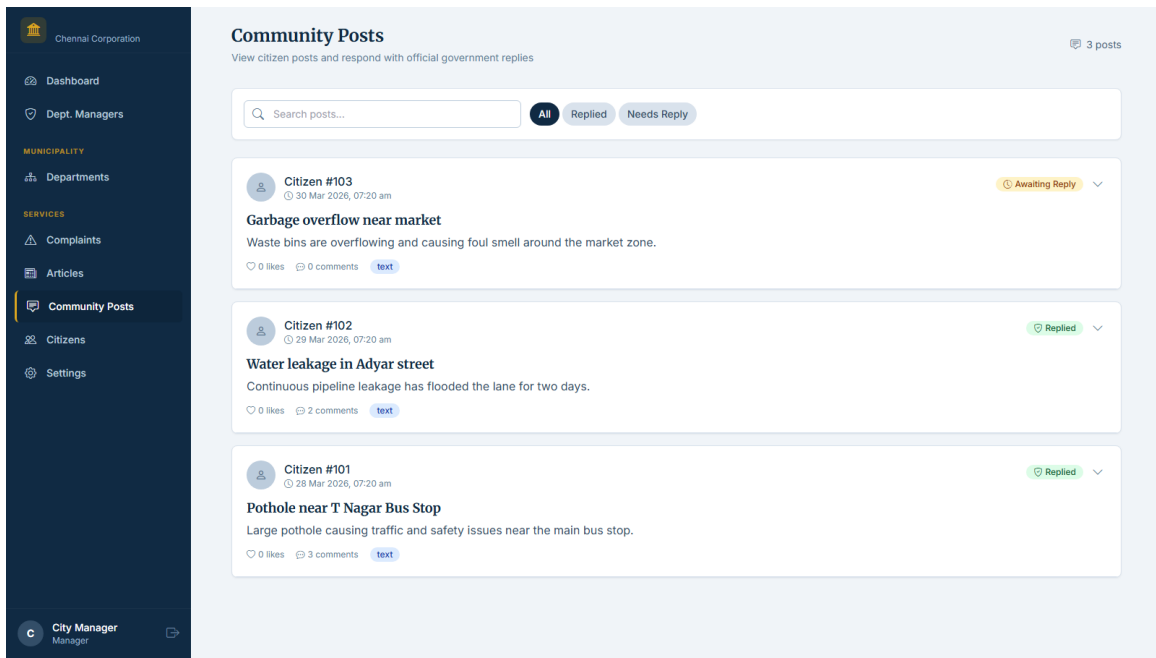 Chennai Corporation
Dashboard
Dept. Managers
MUNICIPALITY
Departments
SERVICES
Complaints
Articles
Community Posts
Citizens
Settings
C
City Manager
Manager
Community Posts
View citizen posts and respond with official government replies
3 posts
Search posts...
All Replied Needs Reply
Citizen #103
30 Mar 2026, 07:20 am
Awaiting Reply
Garbage overflow near market
Waste bins are overflowing and causing foul smell around the market zone.
0 likes 0 comments text
Citizen #102
29 Mar 2026, 07:20 am
Replied
Water leakage in Adyar street
Continuous pipeline leakage has flooded the lane for two days.
0 likes 2 comments text
Citizen #101
28 Mar 2026, 07:20 am
Replied
Pothole near T Nagar Bus Stop
Large pothole causing traffic and safety issues near the main bus stop.
0 likes 3 comments text